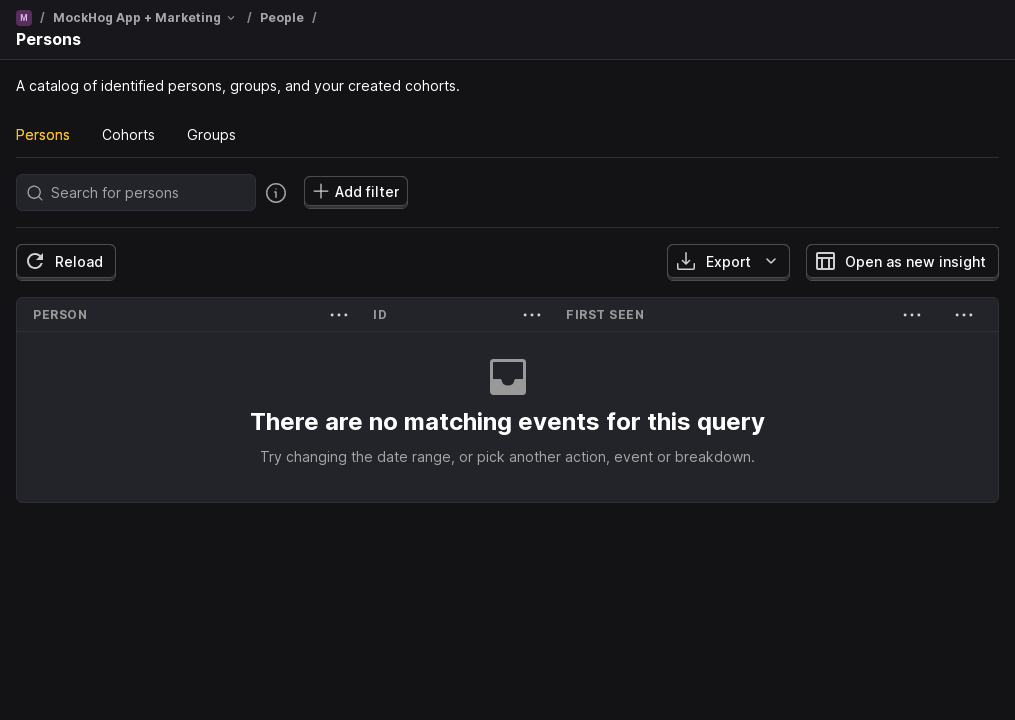 M / MockHog App + Marketing / People /
Persons
A catalog of identified persons, groups, and your created cohorts.
Persons Cohorts Groups
Search for persons Add filter
Reload Export Open as new insight
PERSON ID FIRST SEEN
There are no matching events for this query
Try changing the date range, or pick another action, event or breakdown.